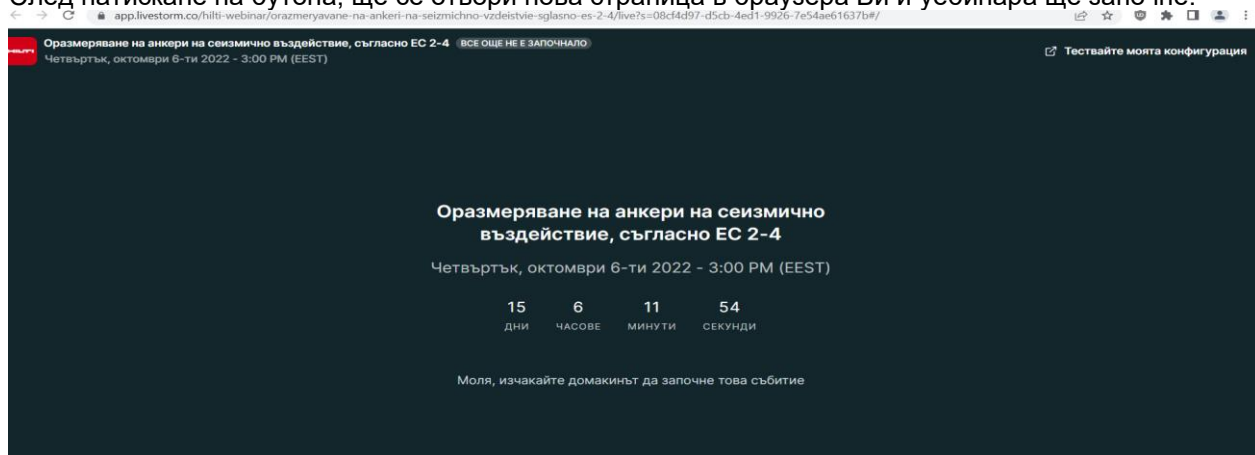 След натискане на бутона, ще се отвори нова страница в браузера Ви и уебинара ще започне.
app.livestorm.co/hilti-webinar/orazmeryavane-na-ankeri-na-seizmichno-vzdeistvie-sglasno-es-2-4/live?s=08cf4d97-d5cb-4ed1-9926-7e54ae61637b#/
HILTI Оразмеряване на анкери на сеизмично въздействие, съгласно ЕС 2-4 ВСЕ ОЩЕ НЕ Е ЗАПОЧНАЛО
Четвъртък, октомври 6-ти 2022 - 3:00 PM (EEST)
Тествайте моята конфигурация
Оразмеряване на анкери на сеизмично
въздействие, съгласно ЕС 2-4
Четвъртък, октомври 6-ти 2022 - 3:00 PM (EEST)
15 6 11 54
ДНИ ЧАСОВЕ МИНУТИ СЕКУНДИ
Моля, изчакайте домакинът да започне това събитие